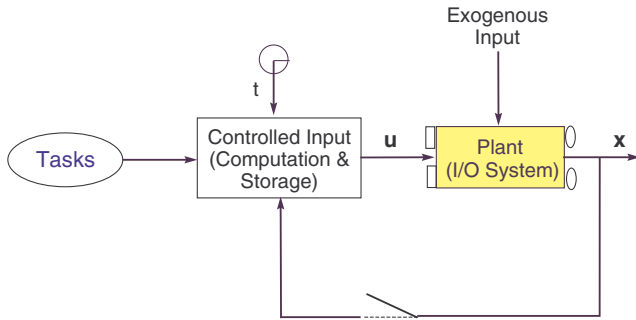 Exogenous
Input
t
Tasks
Controlled Input
(Computation &
Storage)
u
Plant
(I/O System)
x